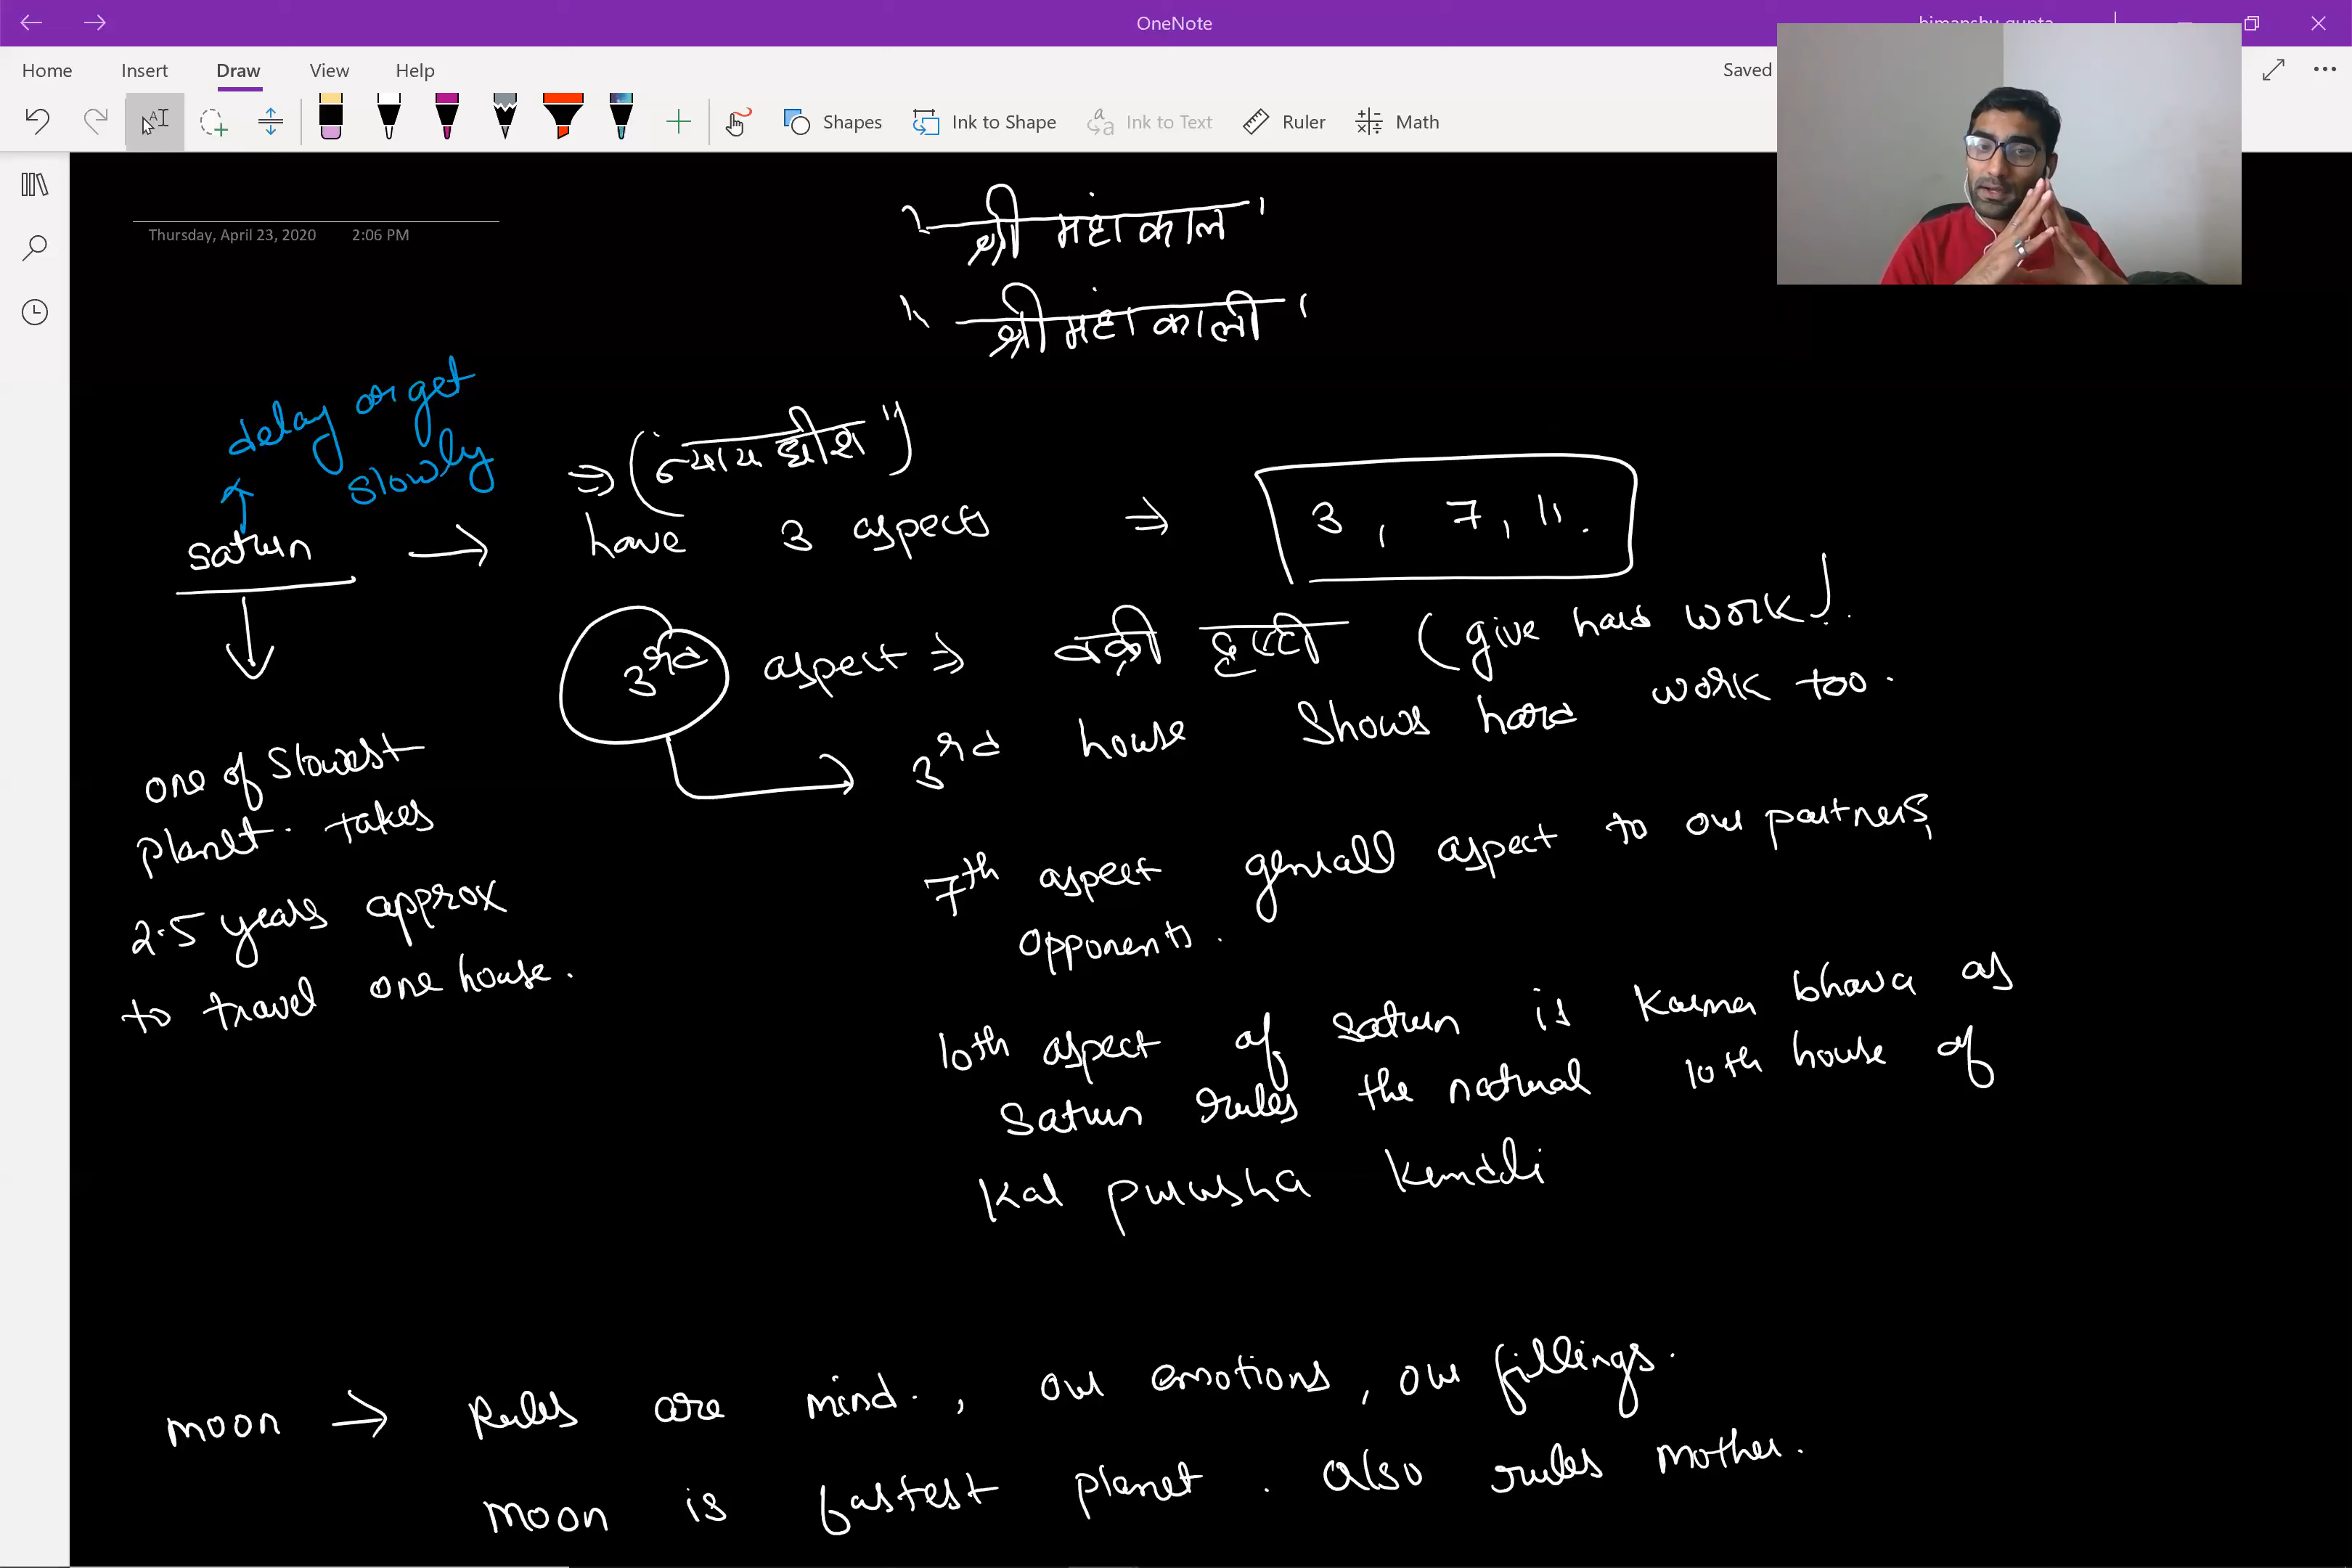 OneNote
himanshu gupta
Home Insert Draw View Help
Saved
Shapes Ink to Shape Ink to Text Ruler Math
Thursday, April 23, 2020 2:06 PM
"श्री मंहाकाल"
"श्री मंहाकाली"
delay or get
slowly
⇒ (न्यायाधीश")
saturn → have 3 aspects ⇒ 3, 7, 11.
3rd aspect ⇒ वक्री दृष्टी (give hard work).
3rd house shows hard work too.
one of slowest
planet. takes
2.5 years approx
to travel one house.
7th aspect genrall aspect to our partners,
opponents.
10th aspect of saturn is karma bhava as
saturn rules the natural 10th house of
kal purusha kundli
moon → Rules are mind., our emotions, our fillings.
moon is fastest planet. also rules mother.